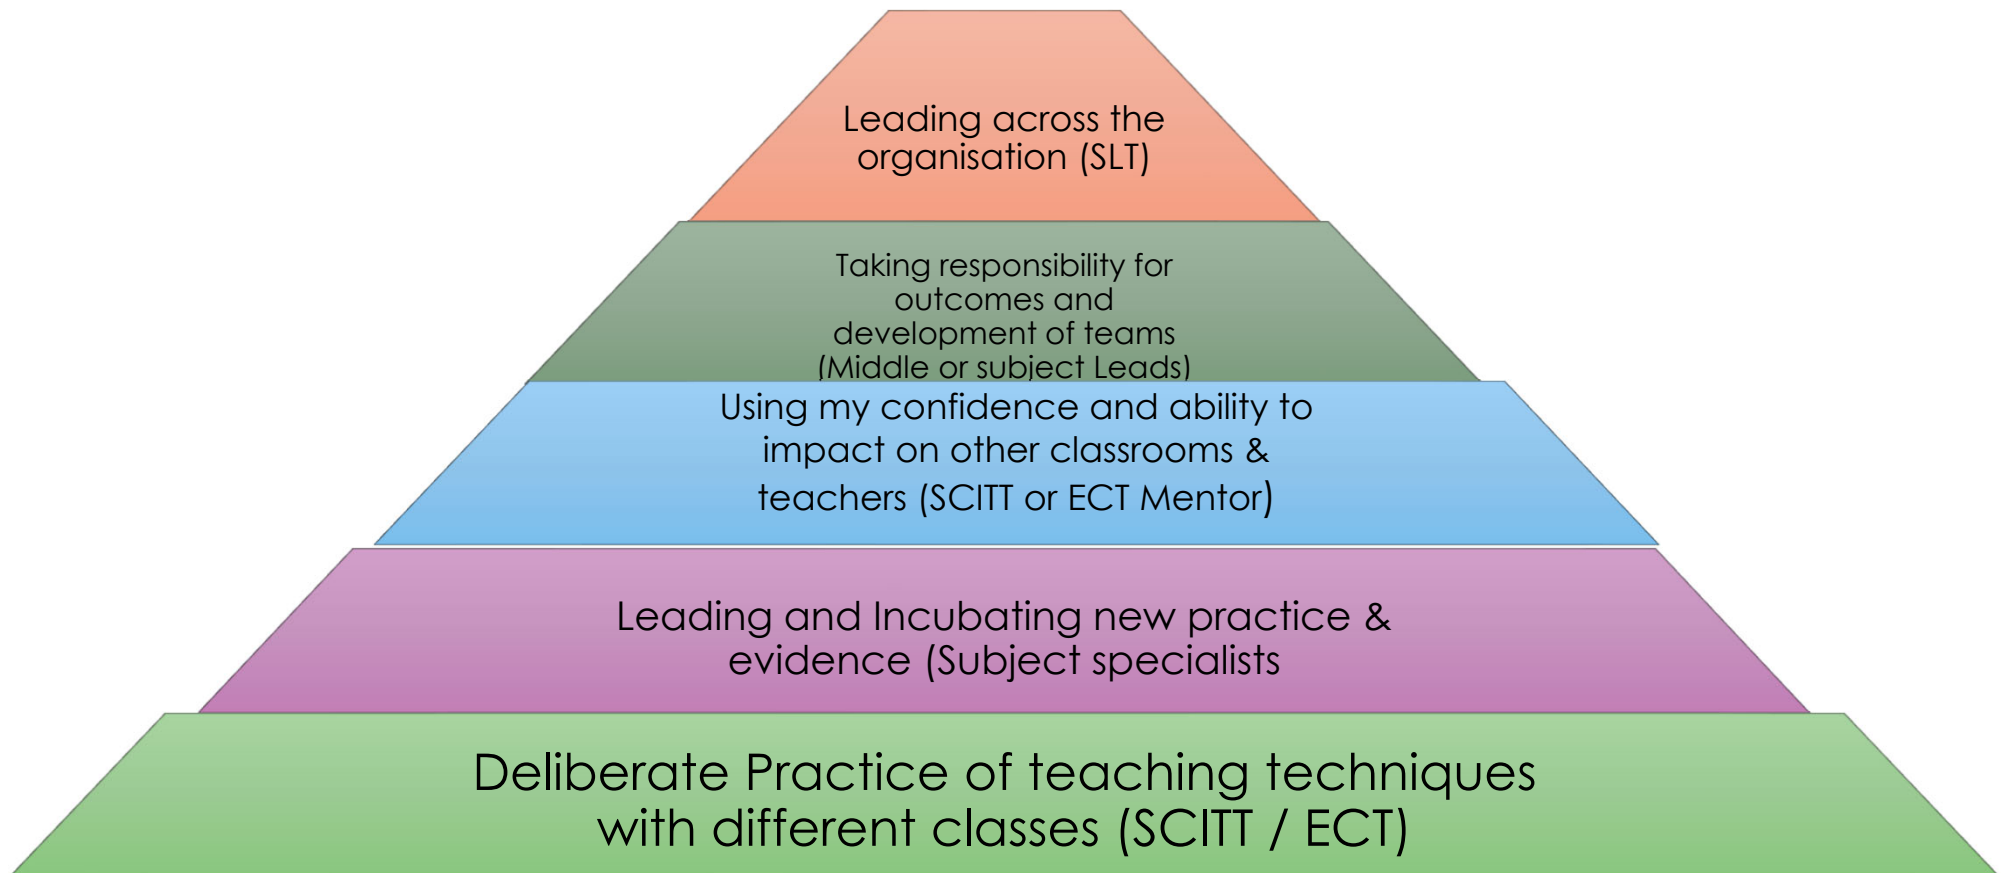 Leading across the
organisation (SLT)
Taking responsibility for
outcomes and
development of teams
(Middle or subject Leads)
Using my confidence and ability to
impact on other classrooms &
teachers (SCITT or ECT Mentor)
Leading and Incubating new practice &
evidence (Subject specialists
Deliberate Practice of teaching techniques
with different classes (SCITT / ECT)